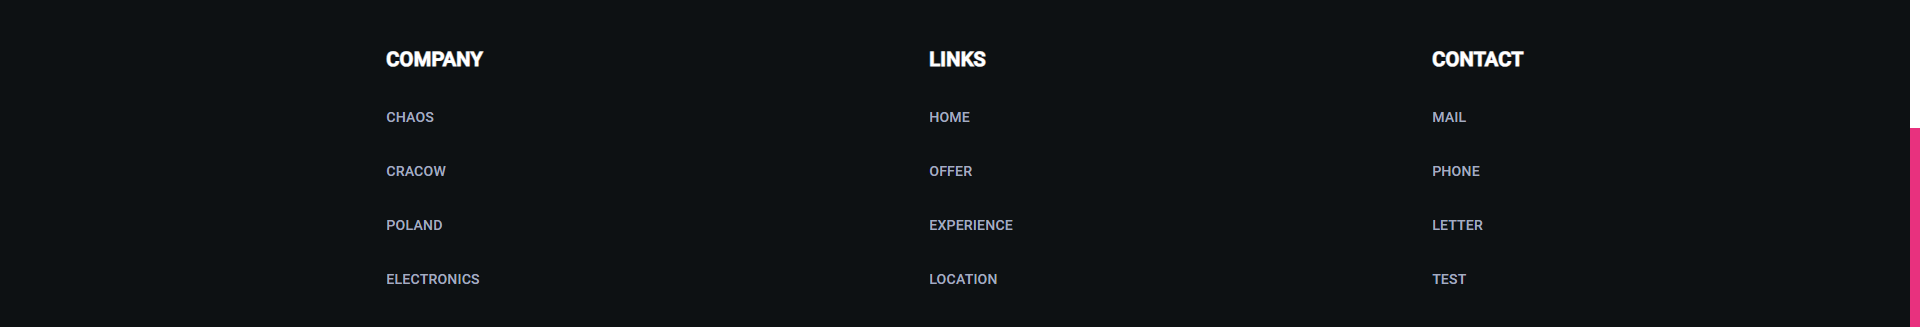 COMPANY
CHAOS
CRACOW
POLAND
ELECTRONICS
LINKS
HOME
OFFER
EXPERIENCE
LOCATION
CONTACT
MAIL
PHONE
LETTER
TEST